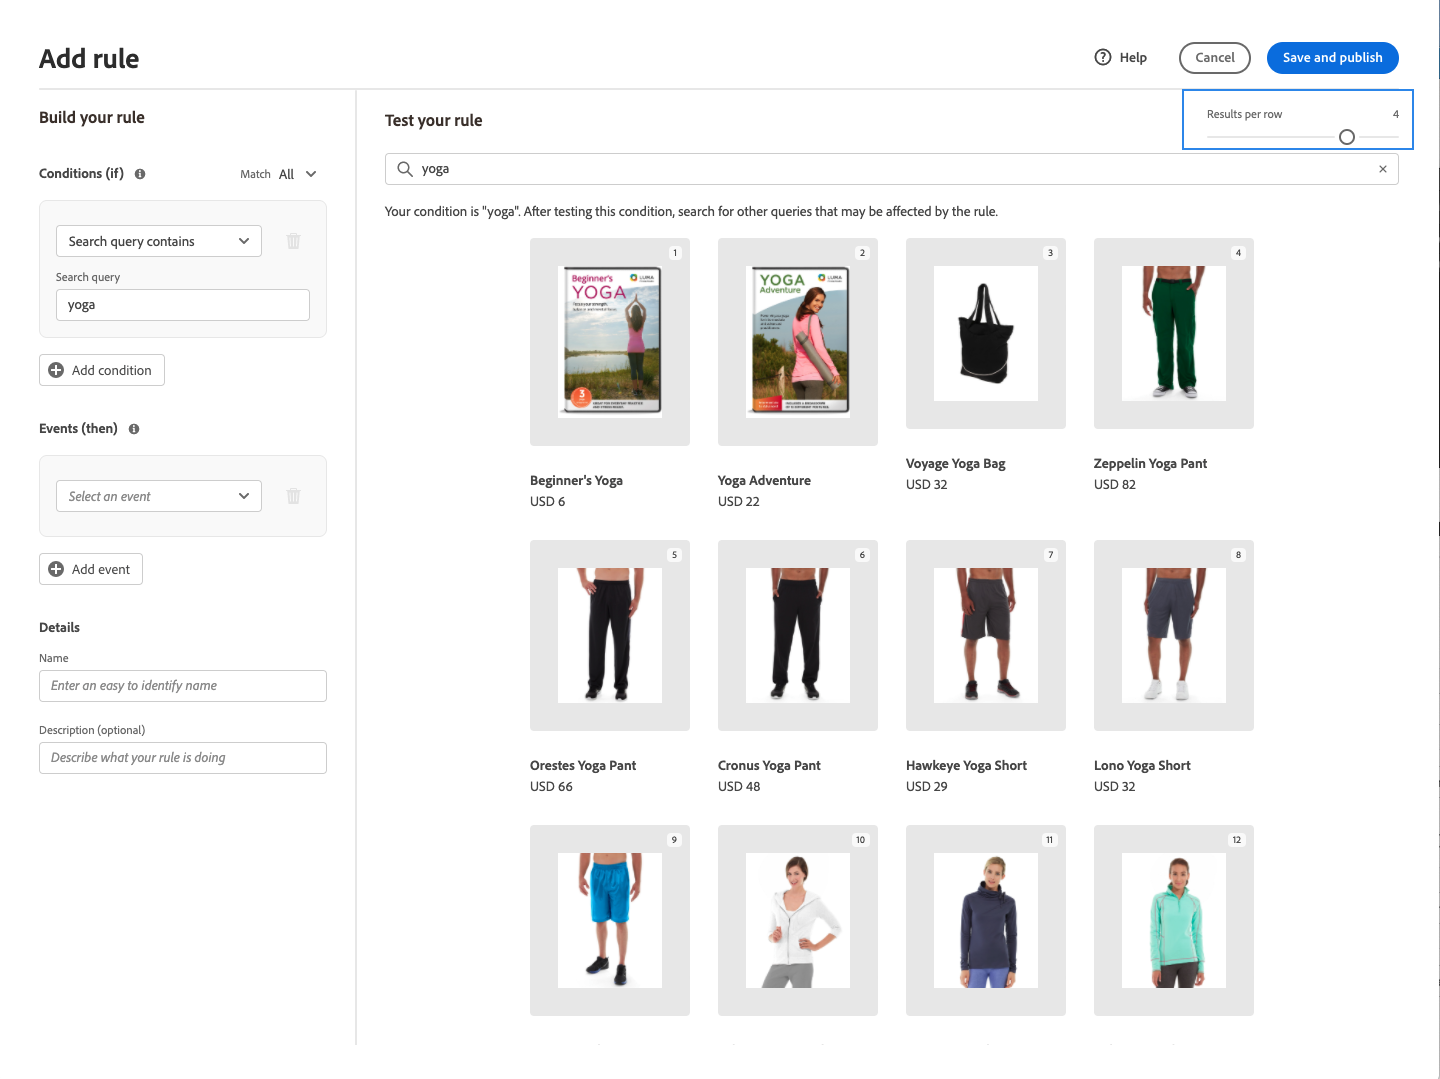 Add rule
Help
Cancel
Save and publish
Build your rule
Conditions (if)
Match All
Search query contains
Search query
yoga
Add condition
Events (then)
Select an event
Add event
Details
Name
Enter an easy to identify name
Description (optional)
Describe what your rule is doing
Test your rule
Results per row 4
yoga
Your condition is "yoga". After testing this condition, search for other queries that may be affected by the rule.
1
Beginner's
YOGA
LUMA
3
Beginner's Yoga
USD 6
2
YOGA
Adventure
LUMA
Yoga Adventure
USD 22
3
Voyage Yoga Bag
USD 32
4
Zeppelin Yoga Pant
USD 82
5
Orestes Yoga Pant
USD 66
6
Cronus Yoga Pant
USD 48
7
Hawkeye Yoga Short
USD 29
8
Lono Yoga Short
USD 32
9
10
11
12